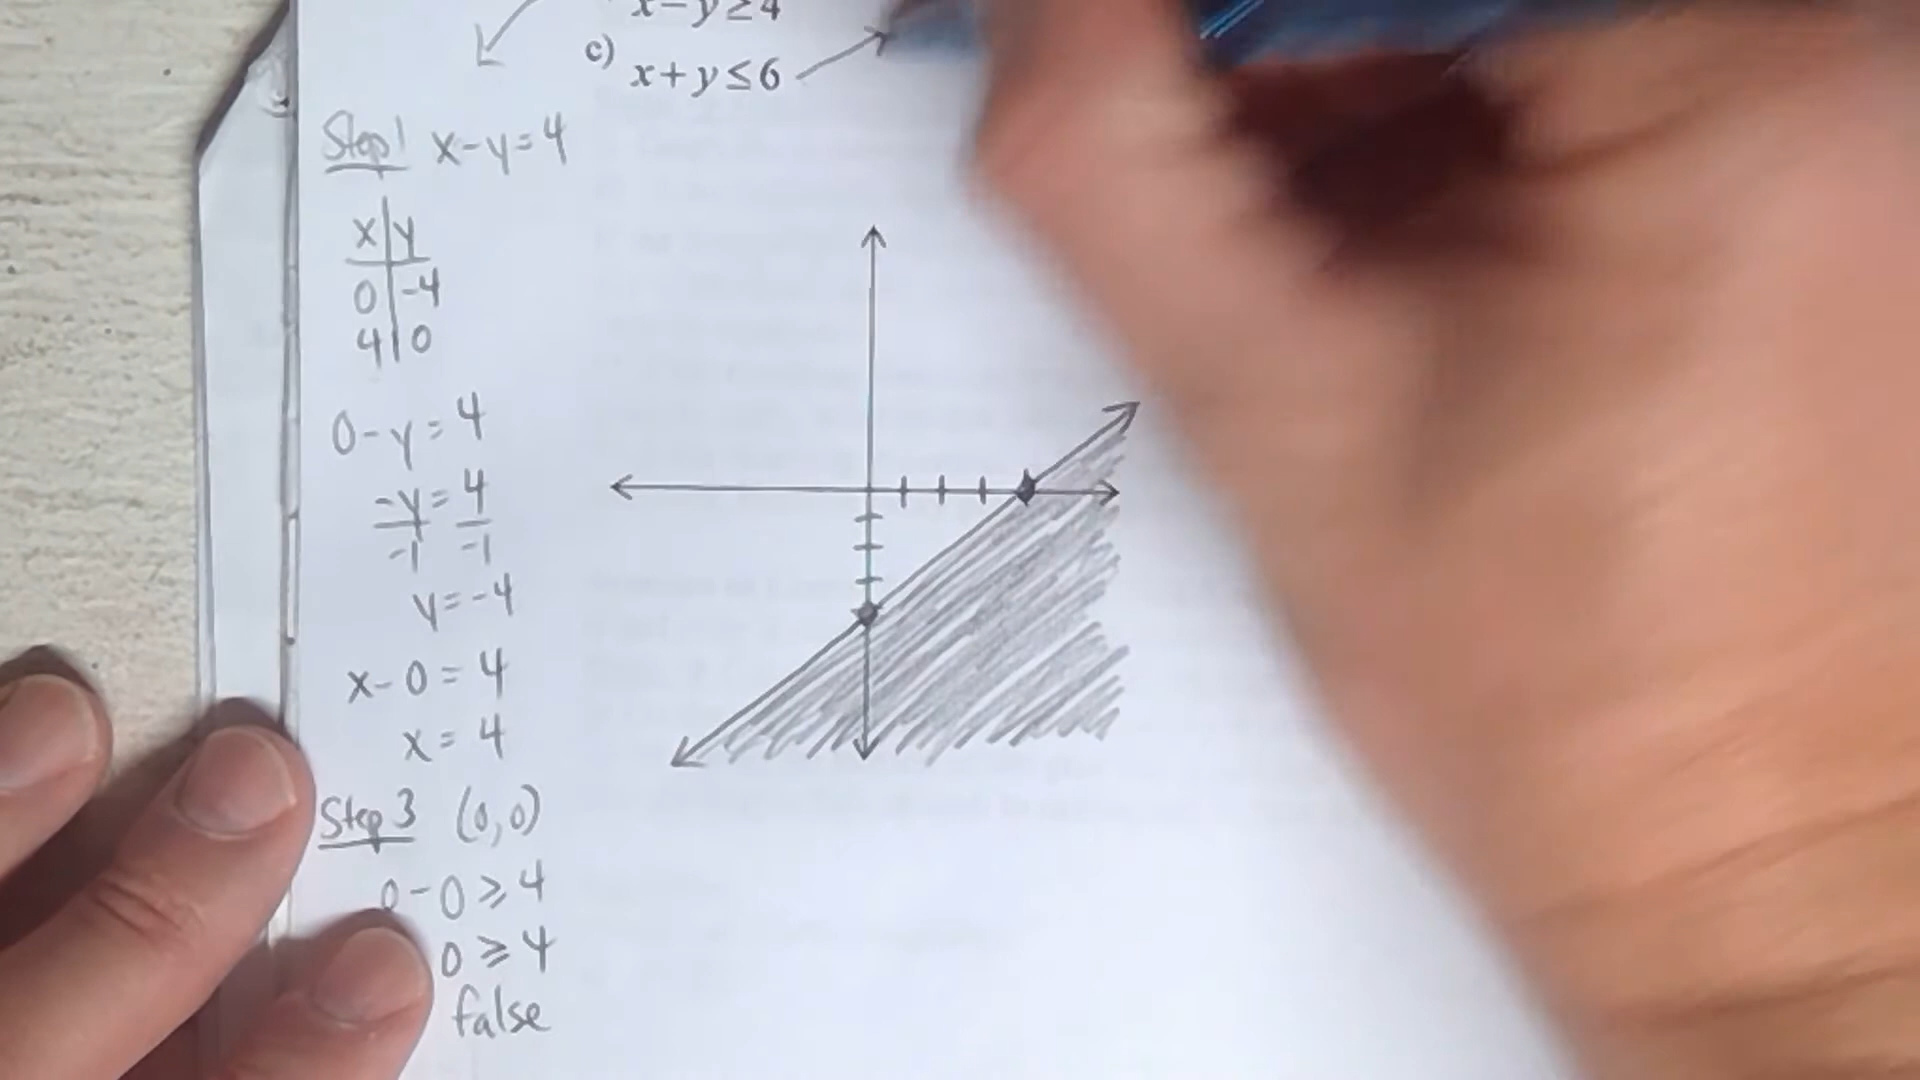 x−y≥4
c)
x+y≤6
Step 1 x-y=4
x|y
0|-4
4|0
0-y=4
-y=4
-1 -1
y=-4
x-0=4
x=4
Step 3 (0,0)
0-0≥4
0≥4
false